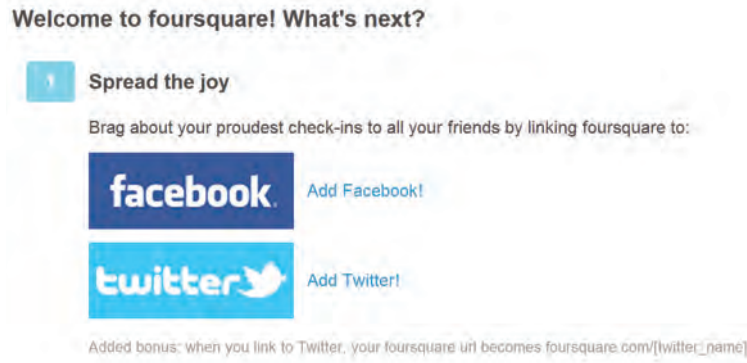 Welcome to foursquare! What's next?
1
Spread the joy
Brag about your proudest check-ins to all your friends by linking foursquare to:
facebook.
Add Facebook!
twitter
Add Twitter!
Added bonus: when you link to Twitter, your foursquare url becomes foursquare.com/[twitter_name]